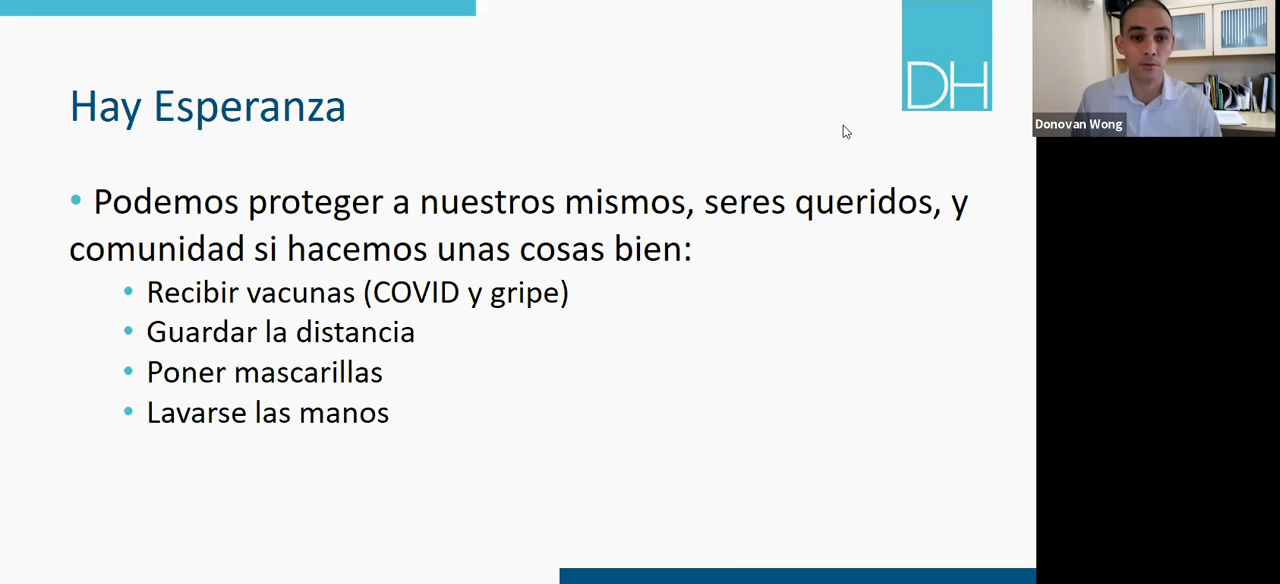 DH
Donovan Wong
Hay Esperanza
• Podemos proteger a nuestros mismos, seres queridos, y
comunidad si hacemos unas cosas bien:
• Recibir vacunas (COVID y gripe)
• Guardar la distancia
• Poner mascarillas
• Lavarse las manos